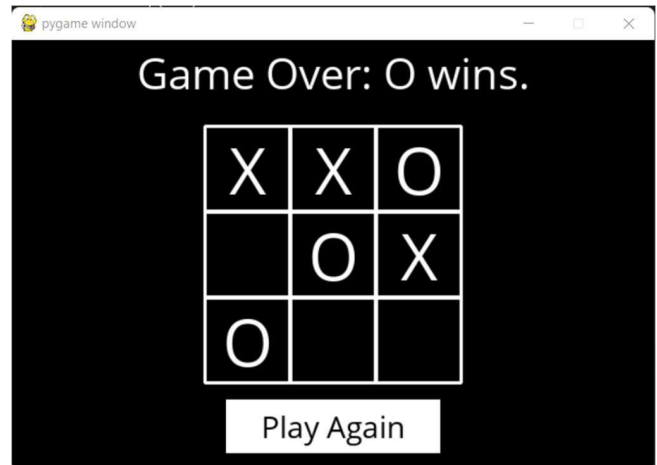 pygame window
Game Over: O wins.
X X O
O X
O
Play Again